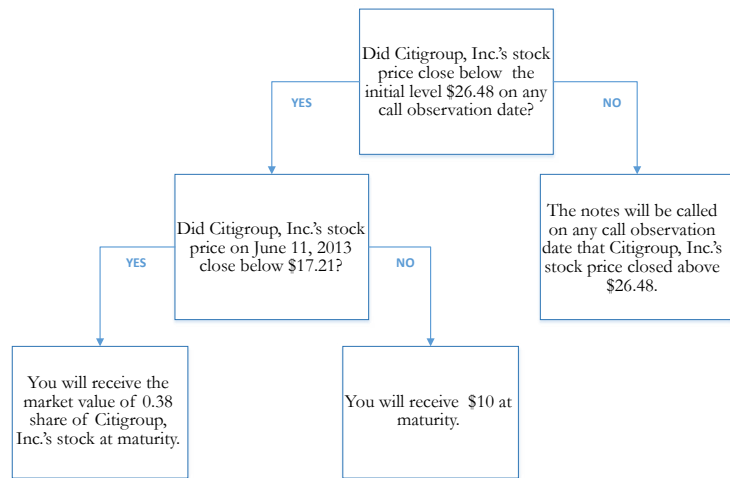 Did Citigroup, Inc.'s stock
price close below the
initial level $26.48 on any
call observation date?
YES
NO
Did Citigroup, Inc.'s stock
price on June 11, 2013
close below $17.21?
The notes will be called
on any call observation
date that Citigroup, Inc.'s
stock price closed above
$26.48.
YES
NO
You will receive the
market value of 0.38
share of Citigroup,
Inc.'s stock at maturity.
You will receive $10 at
maturity.